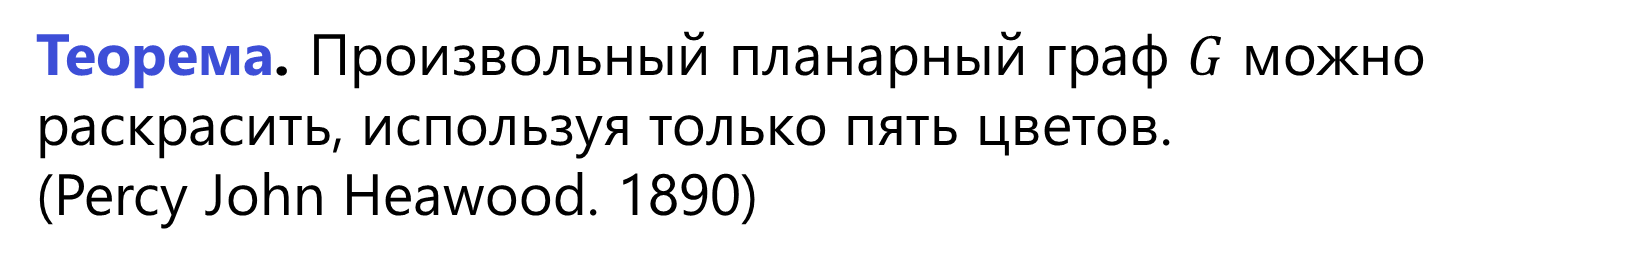 Теорема. Произвольный планарный граф G можно
раскрасить, используя только пять цветов.
(Percy John Heawood. 1890)